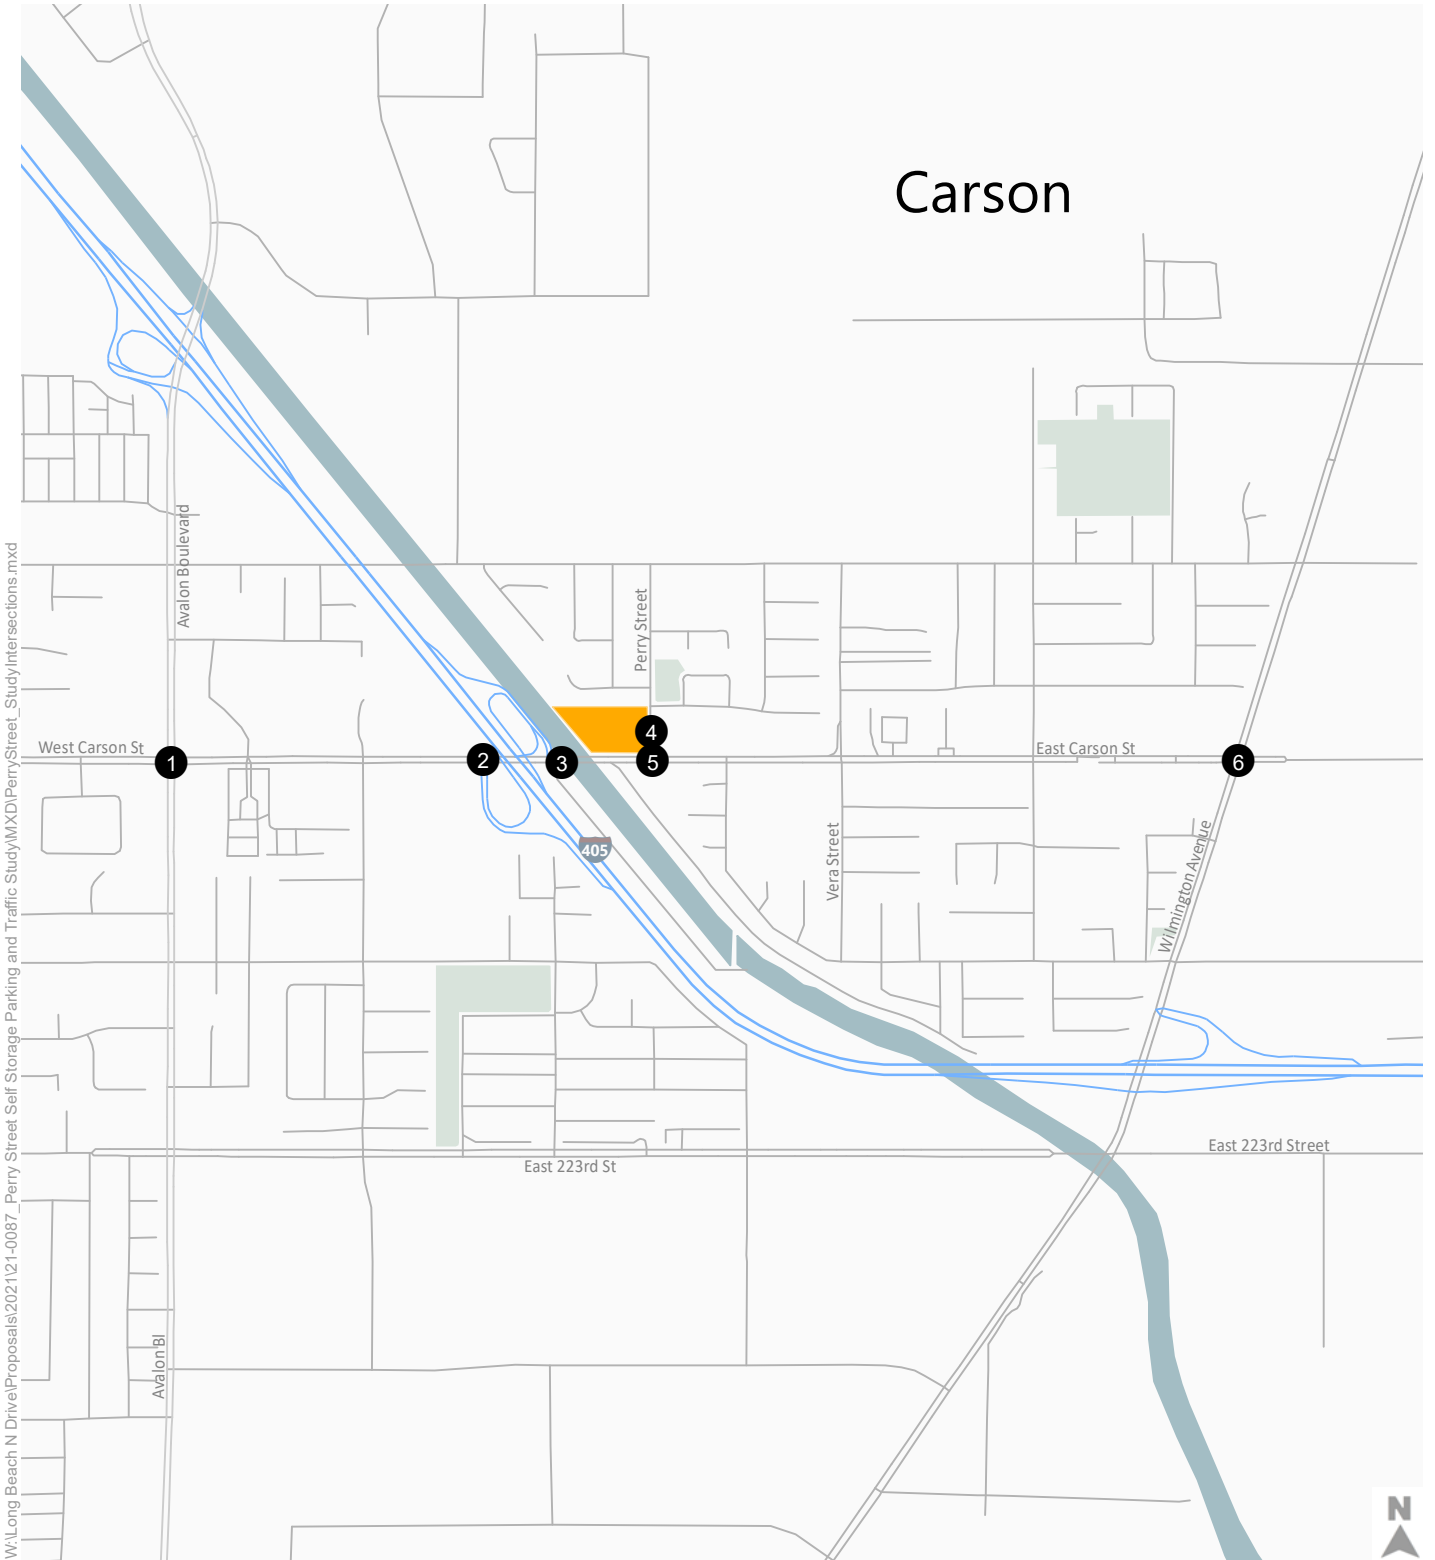 Carson
Avalon Boulevard
Perry Street
4
West Carson St
1
2
3
5
East Carson St
6
405
Vera Street
Wilmington Avenue
East 223rd St
East 223rd Street
Avalon Bl
N
W:\Long Beach N Drive\Proposals\2021\21-0087_Perry Street Self Storage Parking and Traffic Study\MXD\PerryStreet_StudyIntersections.mxd